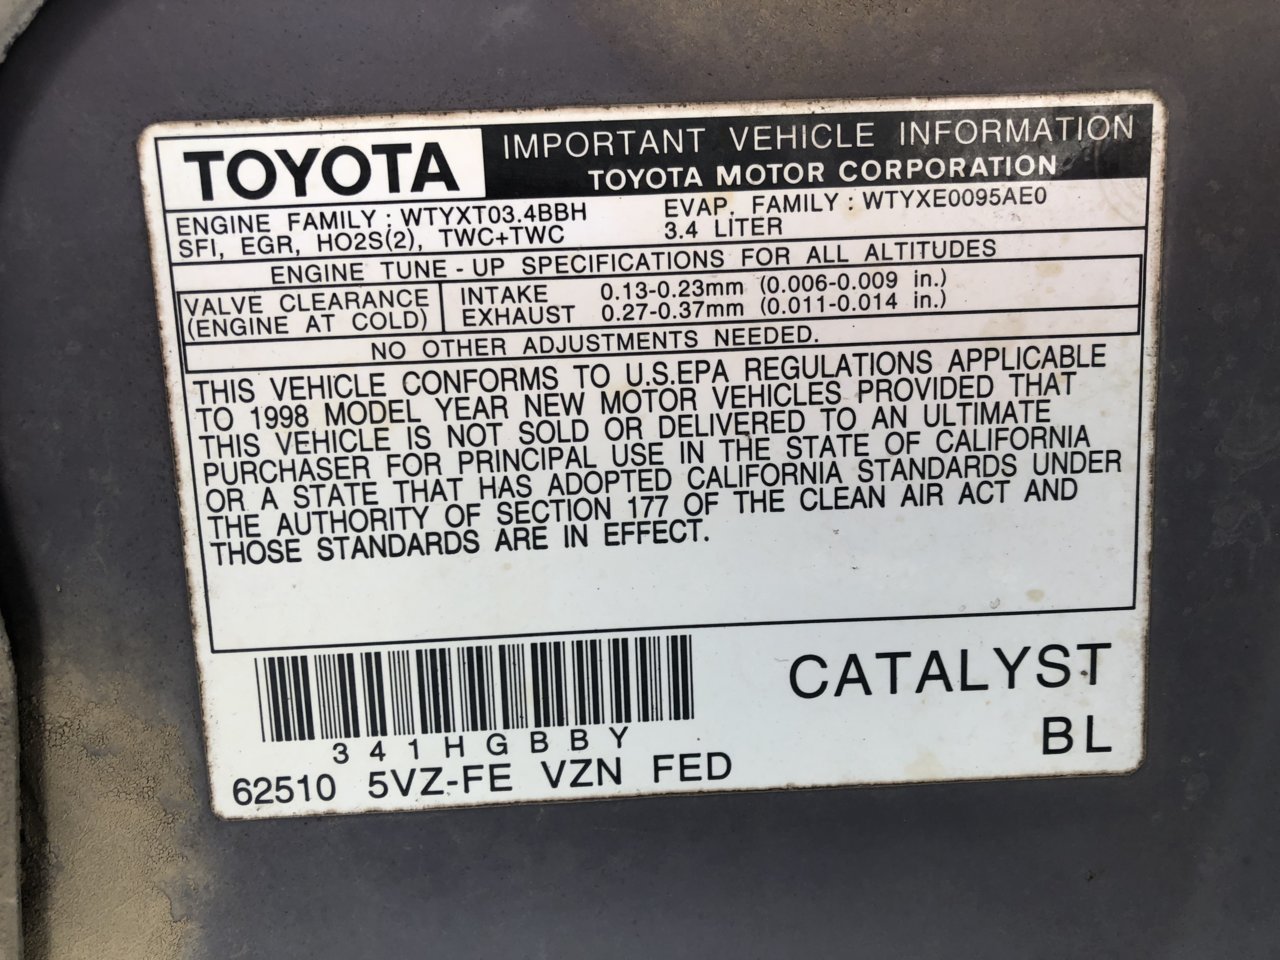 TOYOTA IMPORTANT VEHICLE INFORMATION
TOYOTA MOTOR CORPORATION
ENGINE FAMILY : WTYXT03.4BBH EVAP. FAMILY : WTYXE0095AE0
SFI, EGR, HO2S(2), TWC+TWC 3.4 LITER
ENGINE TUNE - UP SPECIFICATIONS FOR ALL ALTITUDES
VALVE CLEARANCE INTAKE 0.13-0.23mm (0.006-0.009 in.)
(ENGINE AT COLD) EXHAUST 0.27-0.37mm (0.011-0.014 in.)
NO OTHER ADJUSTMENTS NEEDED.
THIS VEHICLE CONFORMS TO U.S.EPA REGULATIONS APPLICABLE
TO 1998 MODEL YEAR NEW MOTOR VEHICLES PROVIDED THAT
THIS VEHICLE IS NOT SOLD OR DELIVERED TO AN ULTIMATE
PURCHASER FOR PRINCIPAL USE IN THE STATE OF CALIFORNIA
OR A STATE THAT HAS ADOPTED CALIFORNIA STANDARDS UNDER
THE AUTHORITY OF SECTION 177 OF THE CLEAN AIR ACT AND
THOSE STANDARDS ARE IN EFFECT.
CATALYST
341HGBBY BL
62510 5VZ-FE VZN FED